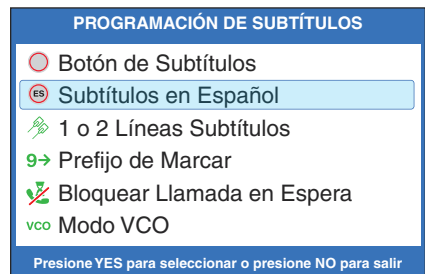 PROGRAMACIÓN DE SUBTÍTULOS
Botón de Subtítulos
ES Subtítulos en Español
1 o 2 Líneas Subtítulos
9→ Prefijo de Marcar
Bloquear Llamada en Espera
VCO Modo VCO
Presione YES para seleccionar o presione NO para salir